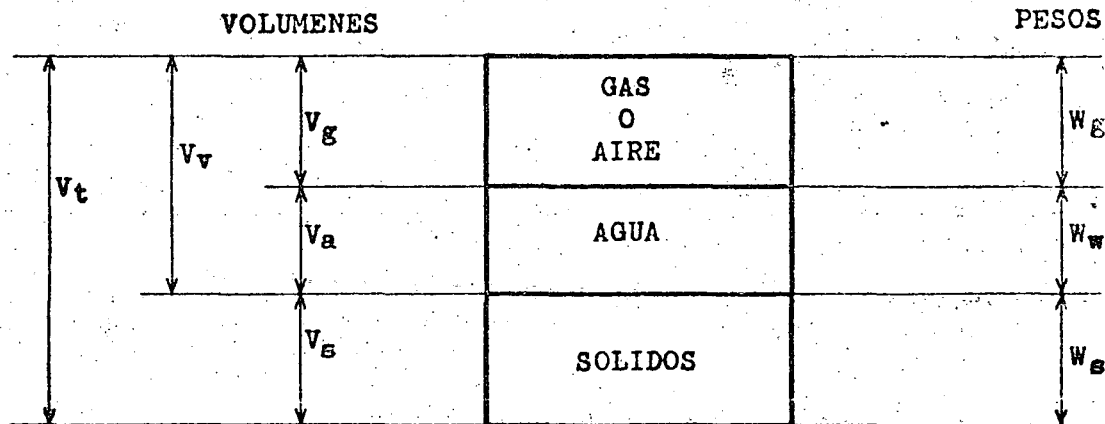 VOLUMENES PESOS
GAS
O
AIRE
Vg
Wg
Vv
Vt
Va
AGUA
Ww
Vs
SOLIDOS
Ws